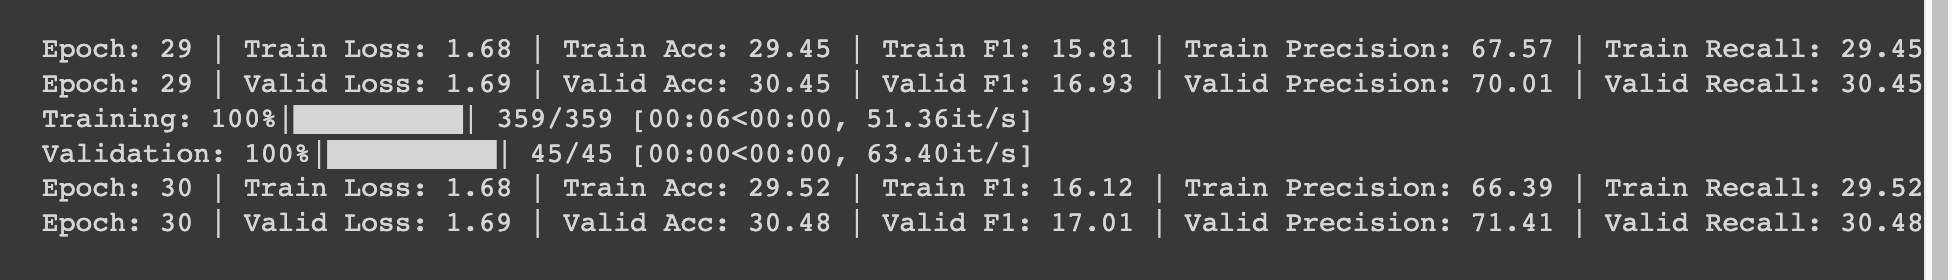 Epoch: 29 | Train Loss: 1.68 | Train Acc: 29.45 | Train F1: 15.81 | Train Precision: 67.57 | Train Recall: 29.45
Epoch: 29 | Valid Loss: 1.69 | Valid Acc: 30.45 | Valid F1: 16.93 | Valid Precision: 70.01 | Valid Recall: 30.45
Training: 100%|██████████| 359/359 [00:06<00:00, 51.36it/s]
Validation: 100%|██████████| 45/45 [00:00<00:00, 63.40it/s]
Epoch: 30 | Train Loss: 1.68 | Train Acc: 29.52 | Train F1: 16.12 | Train Precision: 66.39 | Train Recall: 29.52
Epoch: 30 | Valid Loss: 1.69 | Valid Acc: 30.48 | Valid F1: 17.01 | Valid Precision: 71.41 | Valid Recall: 30.48